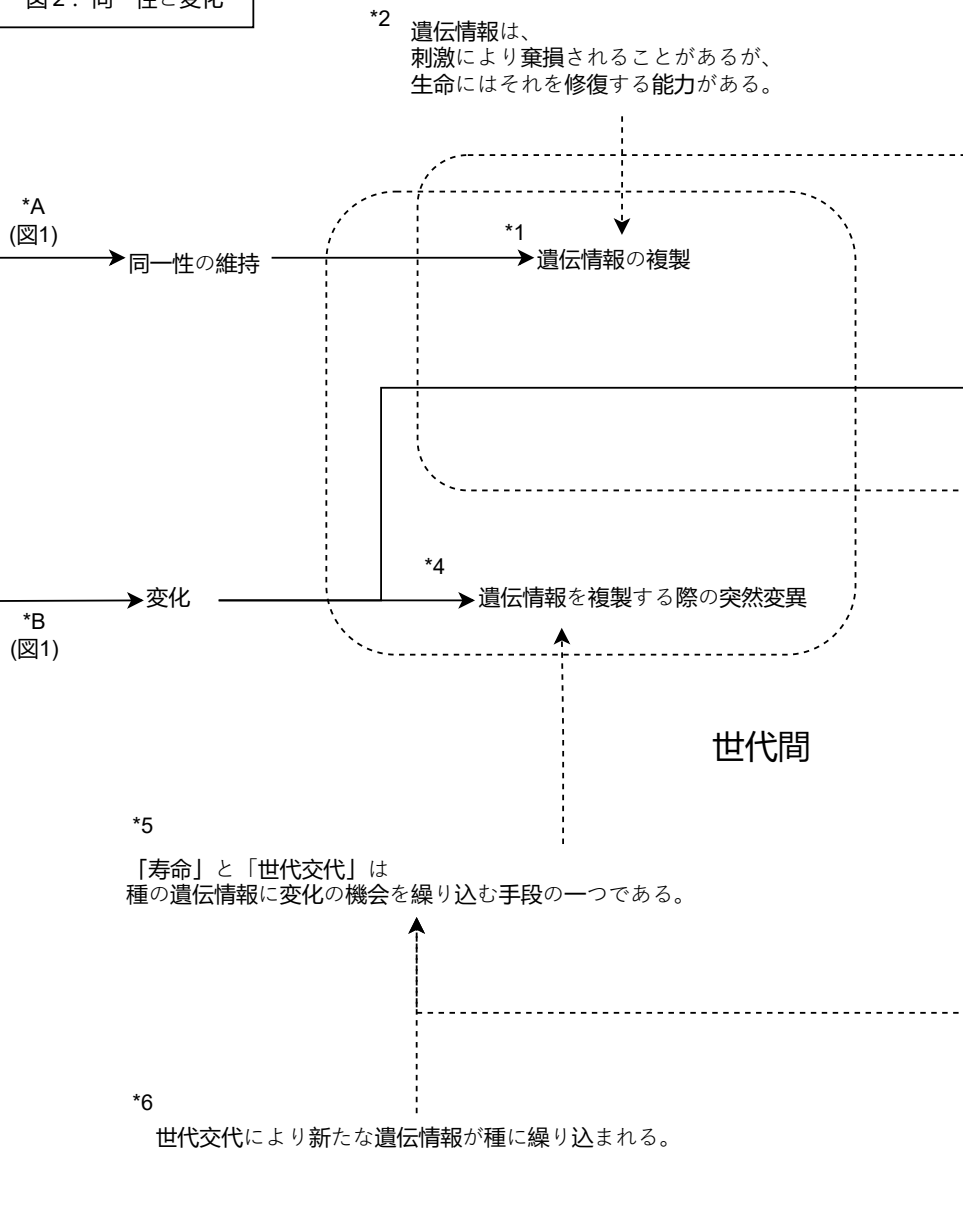 図2：同一性と変化
*2
遺伝情報は、
刺激により棄損されることがあるが、
生命にはそれを修復する能力がある。
*A
(図1)
同一性の維持
*1
遺伝情報の複製
*B
(図1)
変化
*4
遺伝情報を複製する際の突然変異
世代間
*5
「寿命」と「世代交代」は
種の遺伝情報に変化の機会を繰り込む手段の一つである。
*6
世代交代により新たな遺伝情報が種に繰り込まれる。